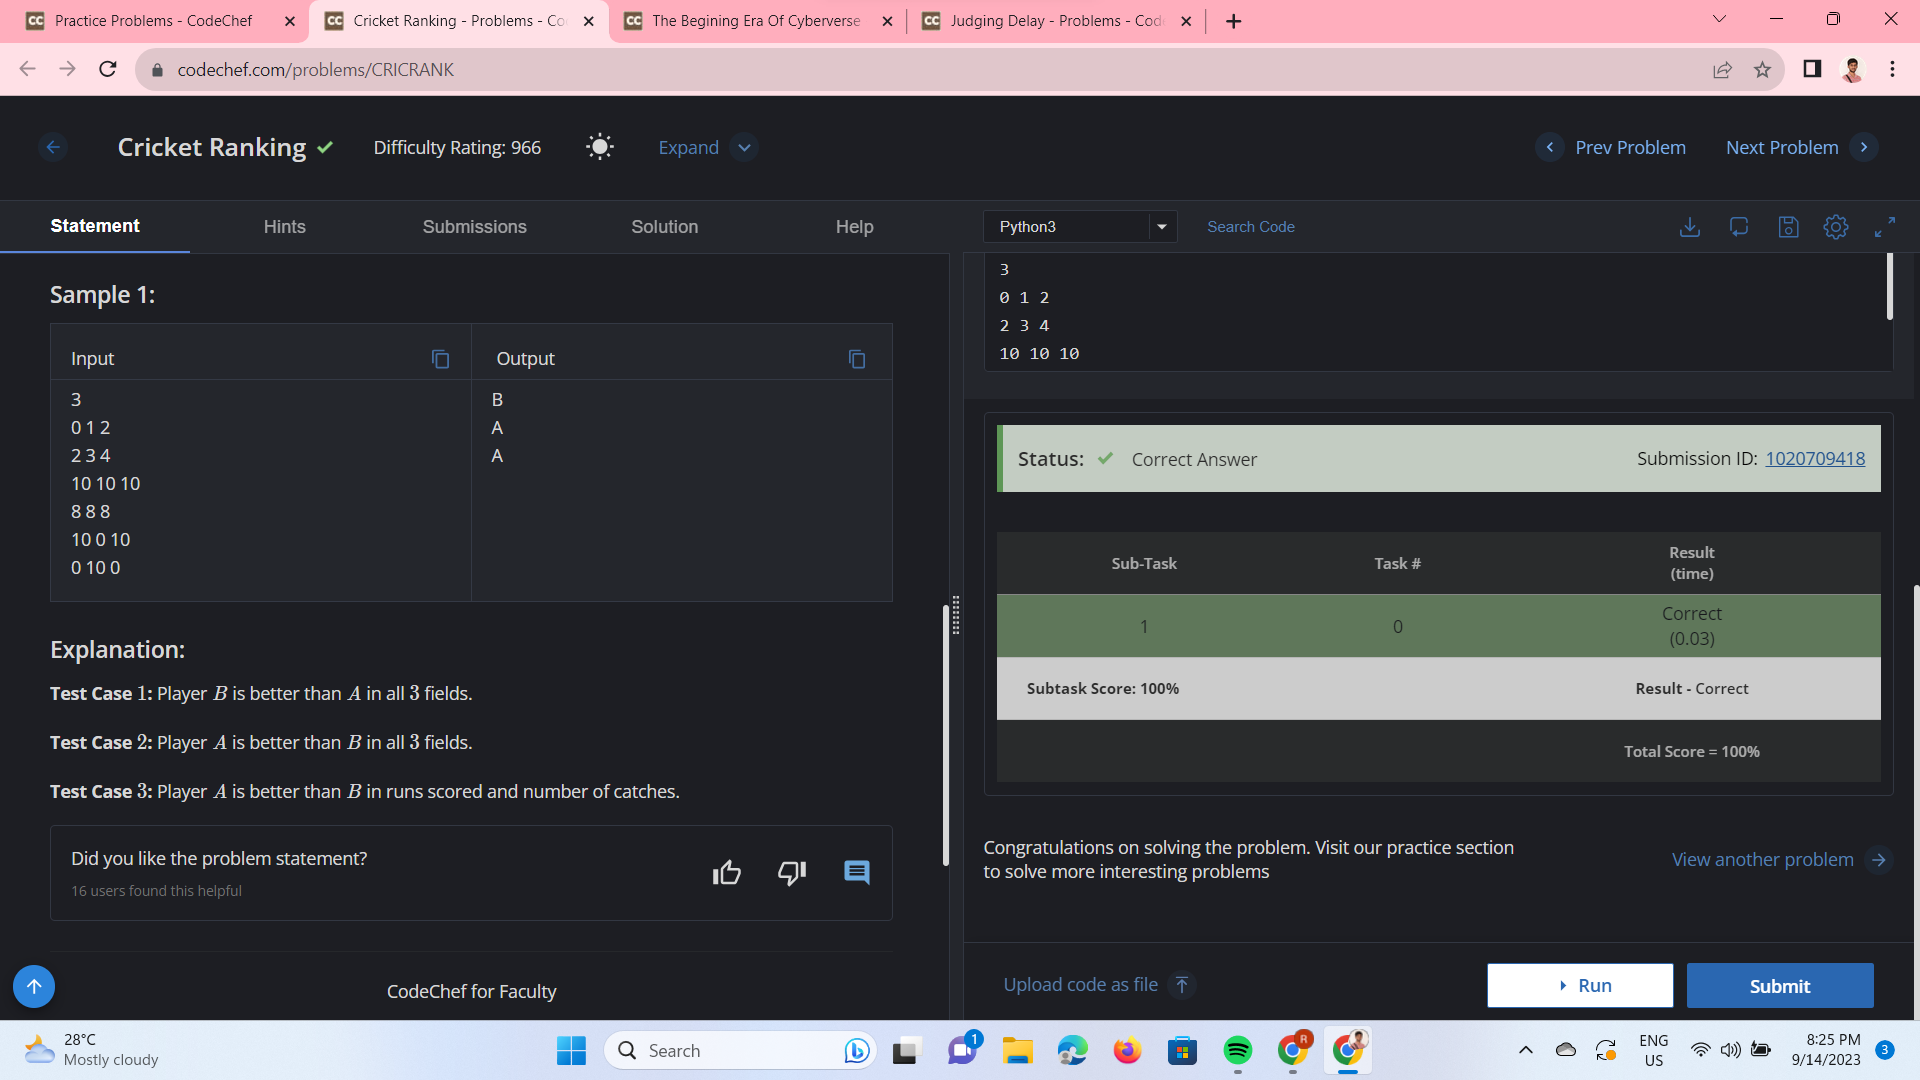 Practice Problems - CodeChef
Cricket Ranking - Problems - Co
The Begining Era Of Cyberverse
Judging Delay - Problems - Code
codechef.com/problems/CRICRANK
Cricket Ranking
Difficulty Rating: 966
Expand
Prev Problem
Next Problem
Statement
Hints
Submissions
Solution
Help
Sample 1:
Input
Output
3
0 1 2
2 3 4
10 10 10
8 8 8
10 0 10
0 10 0
B
A
A
Explanation:
Test Case 1: Player B is better than A in all 3 fields.
Test Case 2: Player A is better than B in all 3 fields.
Test Case 3: Player A is better than B in runs scored and number of catches.
Did you like the problem statement?
16 users found this helpful
CodeChef for Faculty
Python3
Search Code
3
0 1 2
2 3 4
10 10 10
Status: Correct Answer
Submission ID: 1020709418
Sub-Task
Task #
Result
(time)
1
0
Correct
(0.03)
Subtask Score: 100%
Result - Correct
Total Score = 100%
Congratulations on solving the problem. Visit our practice section
to solve more interesting problems
View another problem
Upload code as file
Run
Submit
28°C
Mostly cloudy
Search
1
R
ENG
US
8:25 PM
9/14/2023
3